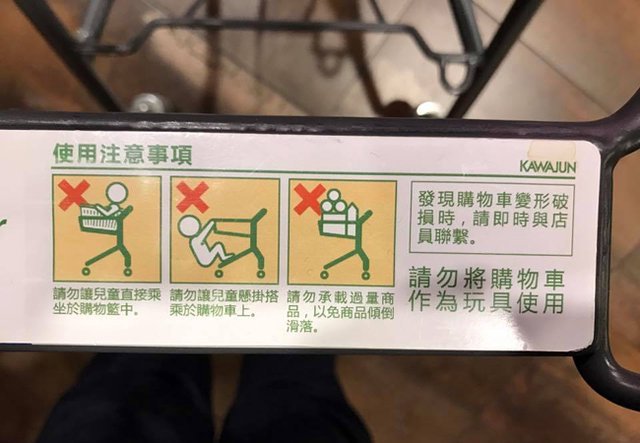 使用注意事項
KAWAJUN
請勿讓兒童直接乘
坐於購物籃中。
請勿讓兒童懸掛搭
乘於購物車上。
請勿承載過量商
品，以免商品傾倒
滑落。
發現購物車變形破
損時，請即時與店
員聯繫。
請勿將購物車
作為玩具使用